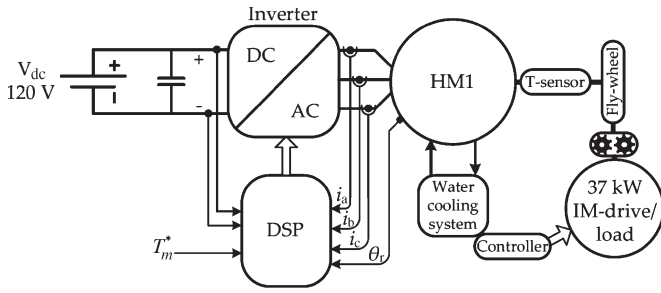 Inverter
V_dc
120 V
+
-
+
-
DC
AC
HM1
T-sensor
Fly-wheel
37 kW
IM-drive/
load
Water
cooling
system
Controller
DSP
i_a
i_b
i_c
θ_r
T_m^*